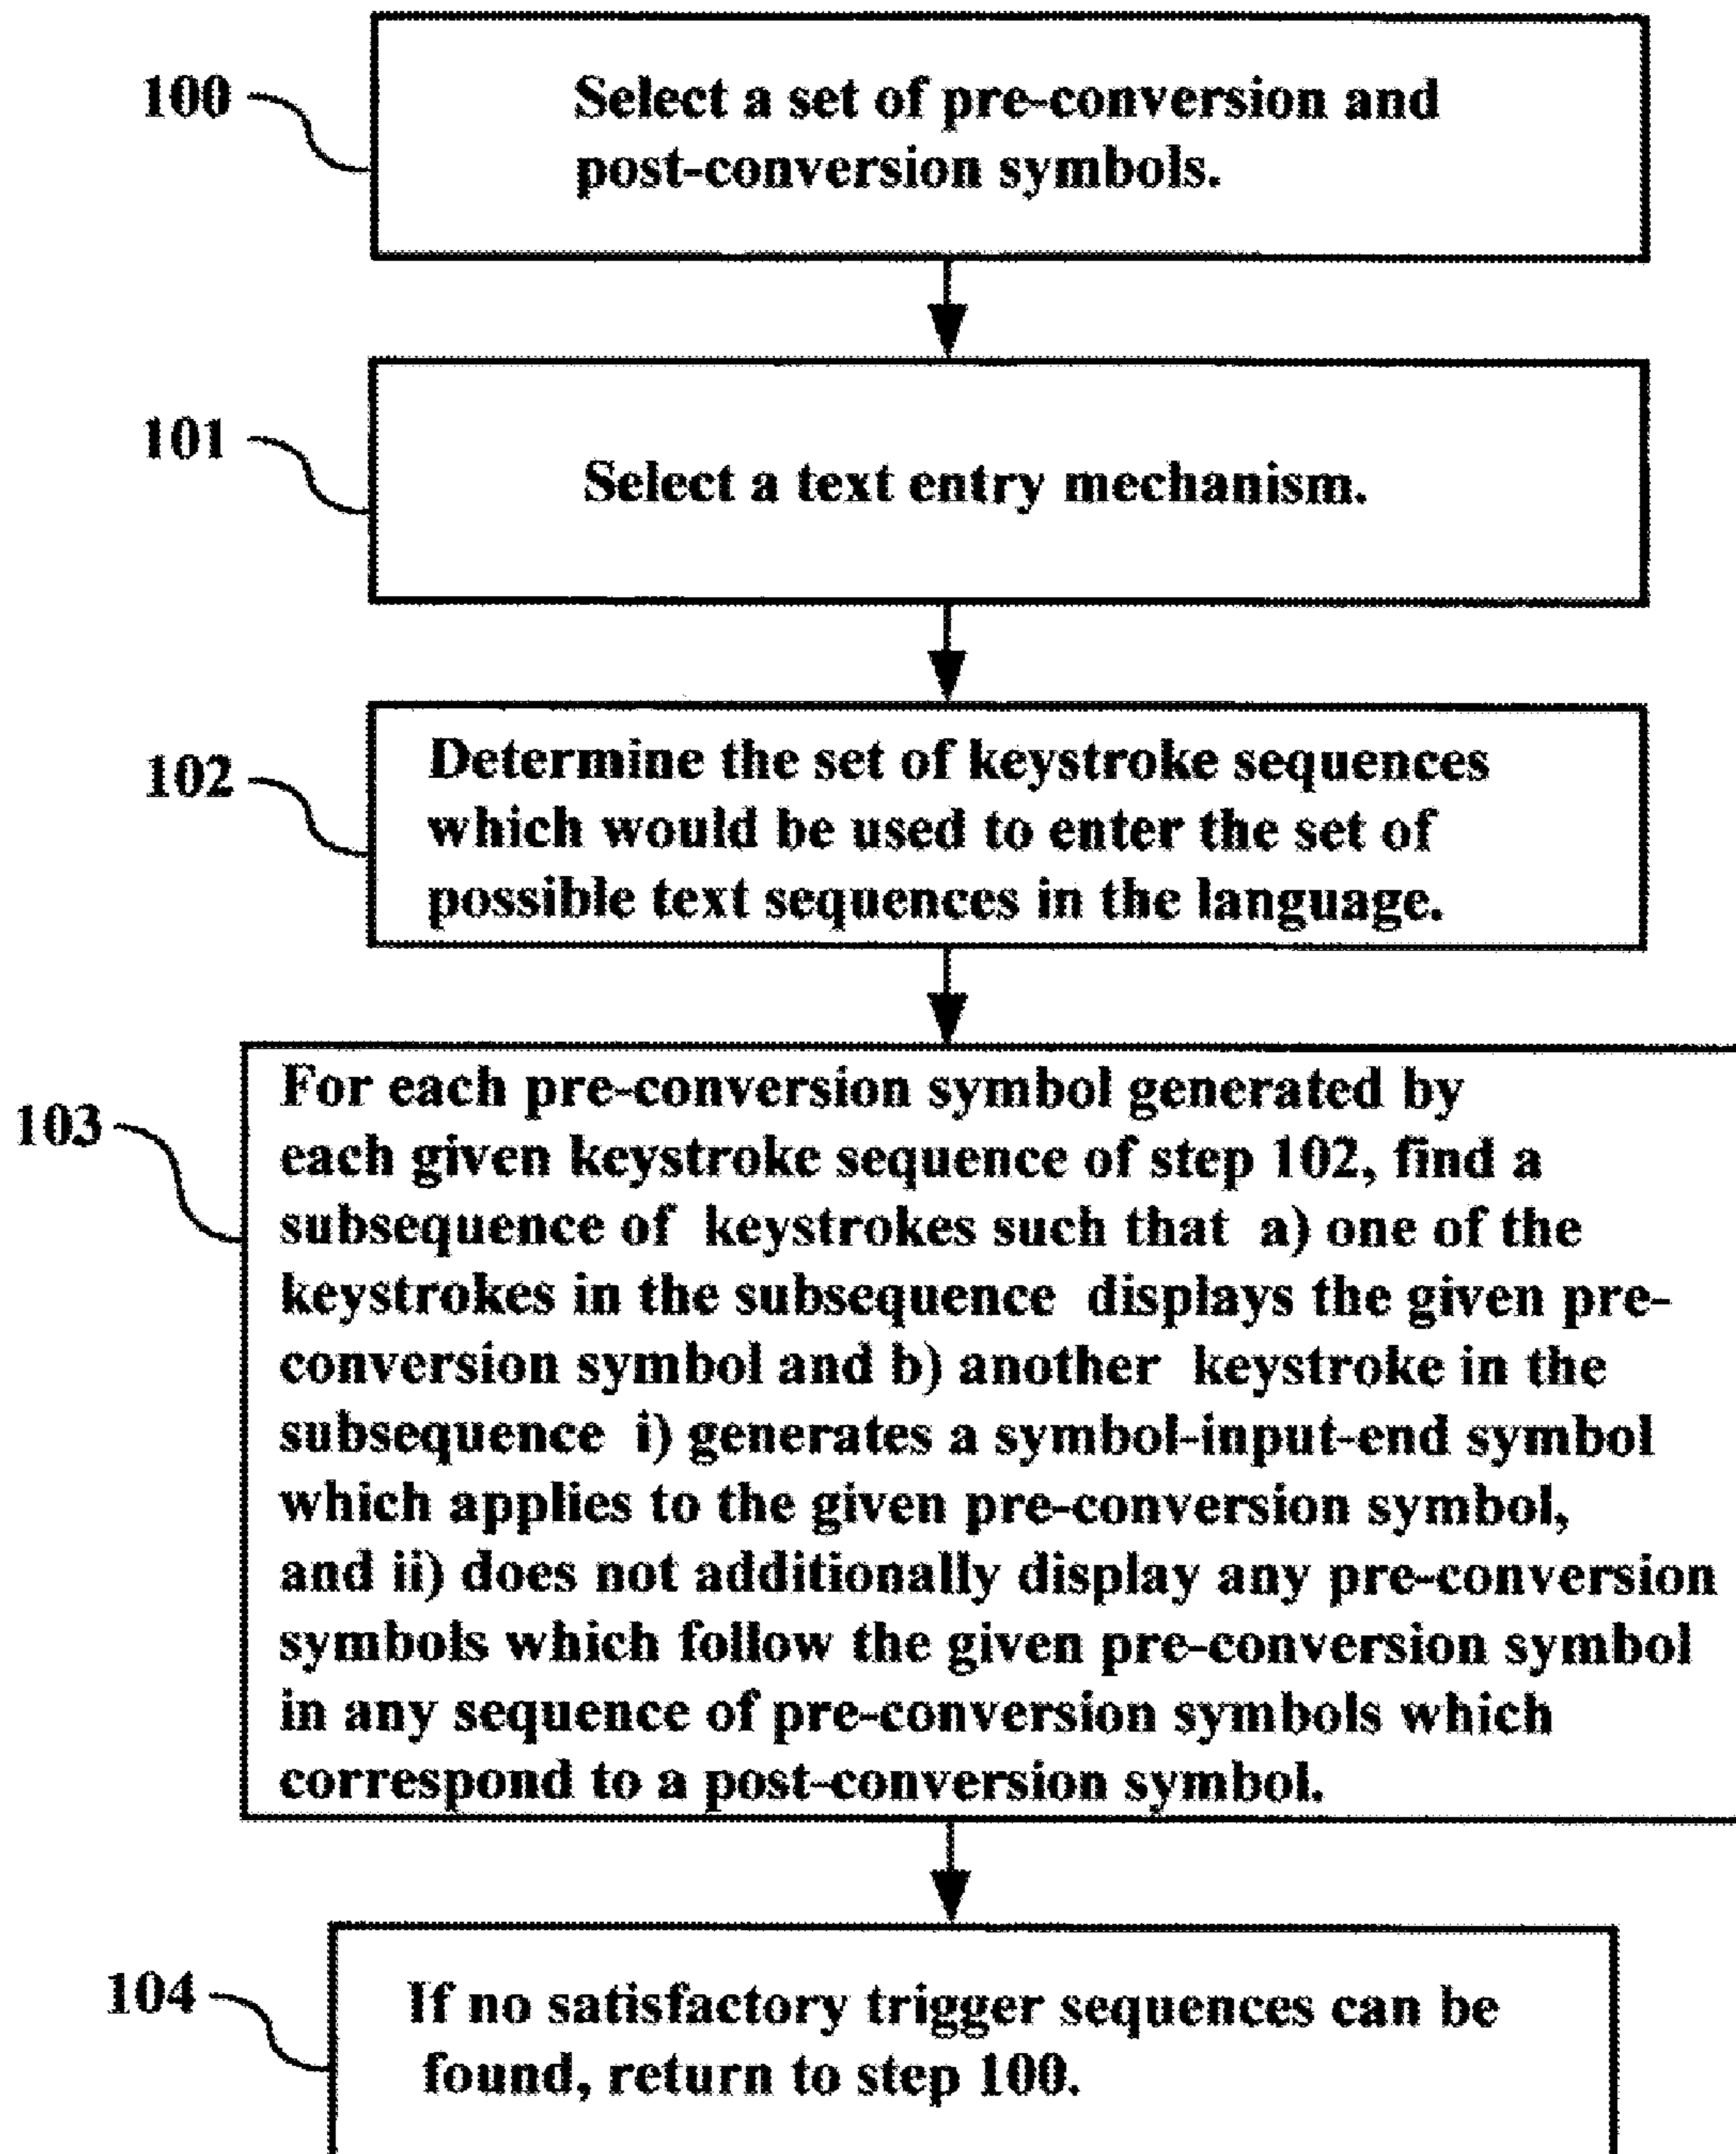 100
Select a set of pre-conversion and
post-conversion symbols.
101
Select a text entry mechanism.
102
Determine the set of keystroke sequences
which would be used to enter the set of
possible text sequences in the language.
103
For each pre-conversion symbol generated by
each given keystroke sequence of step 102, find a
subsequence of keystrokes such that a) one of the
keystrokes in the subsequence displays the given pre-
conversion symbol and b) another keystroke in the
subsequence i) generates a symbol-input-end symbol
which applies to the given pre-conversion symbol,
and ii) does not additionally display any pre-conversion
symbols which follow the given pre-conversion symbol
in any sequence of pre-conversion symbols which
correspond to a post-conversion symbol.
104
If no satisfactory trigger sequences can be
found, return to step 100.